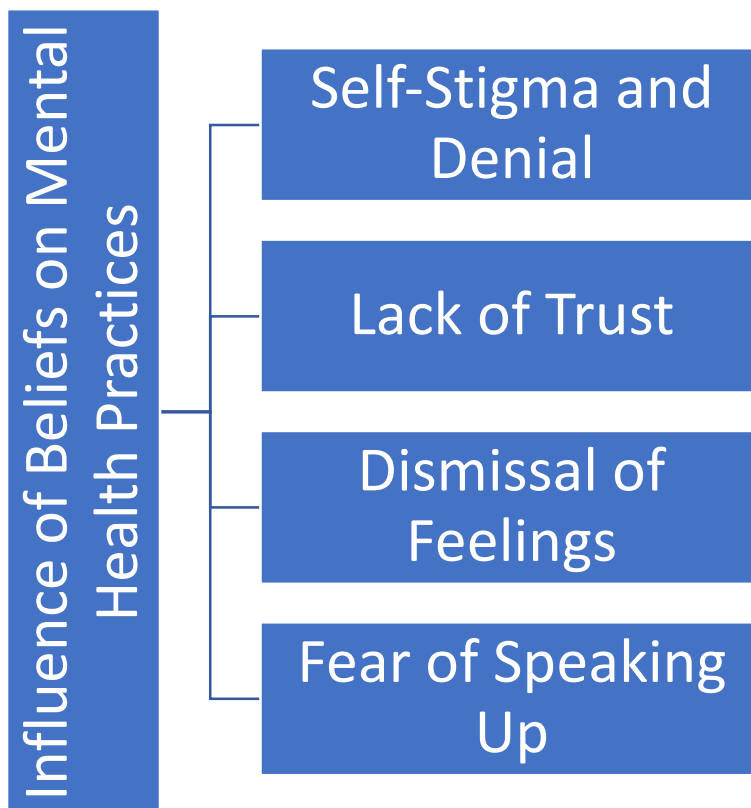 Influence of Beliefs on Mental
Health Practices
Self-Stigma and
Denial
Lack of Trust
Dismissal of
Feelings
Fear of Speaking
Up